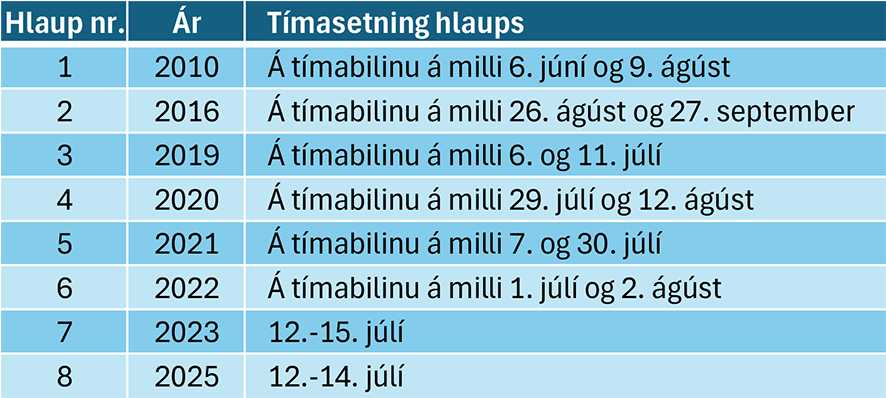 Hlaup nr. Ár Tímasetning hlaups
1 2010 Á tímabilinu á milli 6. júní og 9. ágúst
2 2016 Á tímabilinu á milli 26. ágúst og 27. september
3 2019 Á tímabilinu á milli 6. og 11. júlí
4 2020 Á tímabilinu á milli 29. júlí og 12. ágúst
5 2021 Á tímabilinu á milli 7. og 30. júlí
6 2022 Á tímabilinu á milli 1. júlí og 2. ágúst
7 2023 12.-15. júlí
8 2025 12.-14. júlí